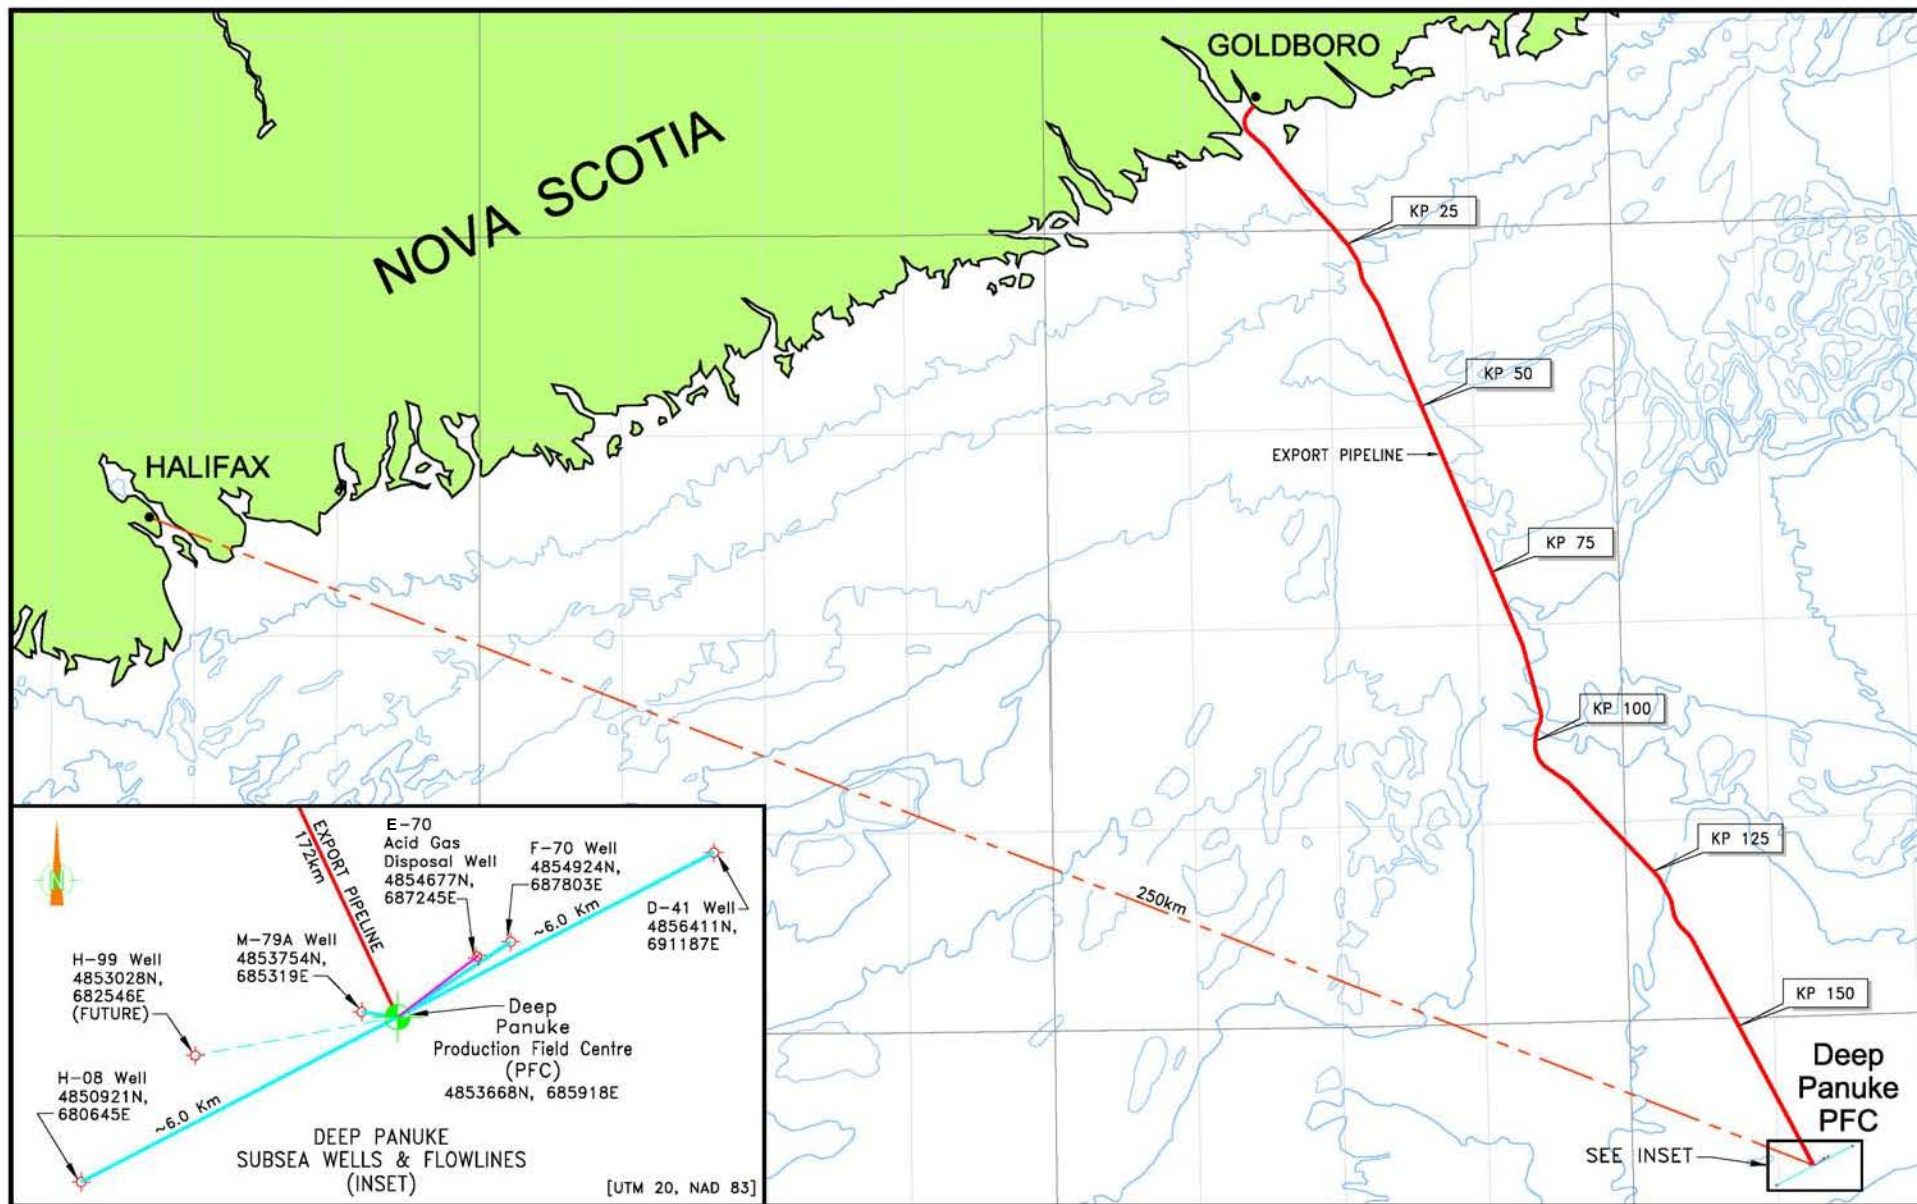 GOLDBORO
NOVA SCOTIA
HALIFAX
KP 25
KP 50
EXPORT PIPELINE
KP 75
KP 100
KP 125
250km
KP 150
Deep
Panuke
PFC
SEE INSET
N
EXPORT PIPELINE
172km
E-70
Acid Gas
Disposal Well
4854677N,
687245E
F-70 Well
4854924N,
687803E
~6.0 Km
D-41 Well
4856411N,
691187E
M-79A Well
4853754N,
685319E
H-99 Well
4853028N,
682546E
(FUTURE)
Deep
Panuke
Production Field Centre
(PFC)
4853668N, 685918E
H-08 Well
4850921N,
680645E
~6.0 Km
DEEP PANUKE
SUBSEA WELLS & FLOWLINES
(INSET)
[UTM 20, NAD 83]